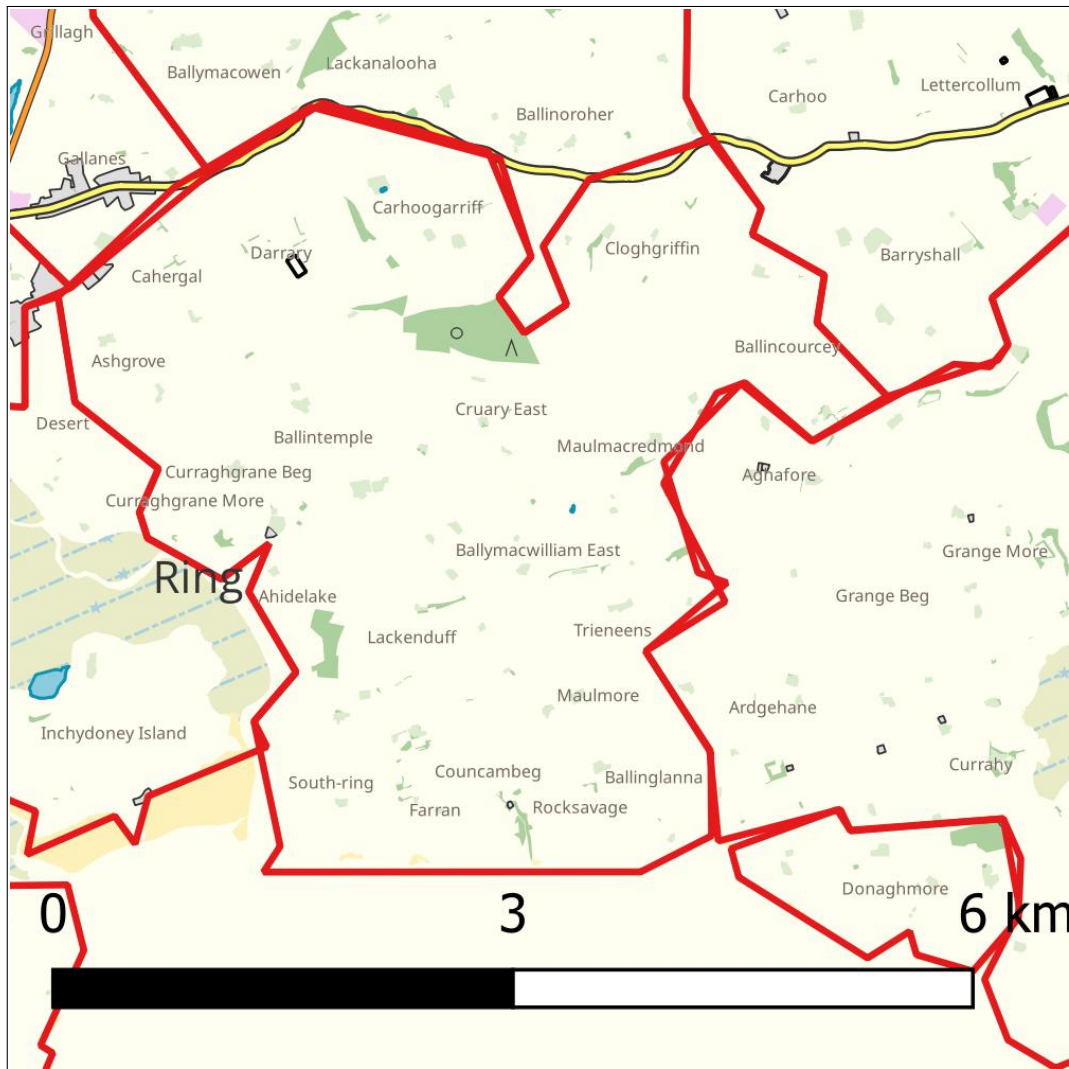 Grillagh
Ballymacowen
Lackanalooha
Ballinoroher
Carhoo
Lettercollum
Gallanes
Carhoogarriff
Darrary
Cloghgriffin
Barryshall
Cahergal
Ashgrove
Ballincourcey
Cruary East
Desert
Ballintemple
Maulmacredmond
Curraghgrane Beg
Aghafore
Curraghgrane More
Ballymacwilliam East
Grange More
Ring
Ahidelake
Grange Beg
Lackenduff
Trieneens
Maulmore
Ardgehane
Inchydoney Island
South-ring
Councambeg
Ballinglanna
Currahy
Farran
Rocksavage
Donaghmore
0 3 6 km